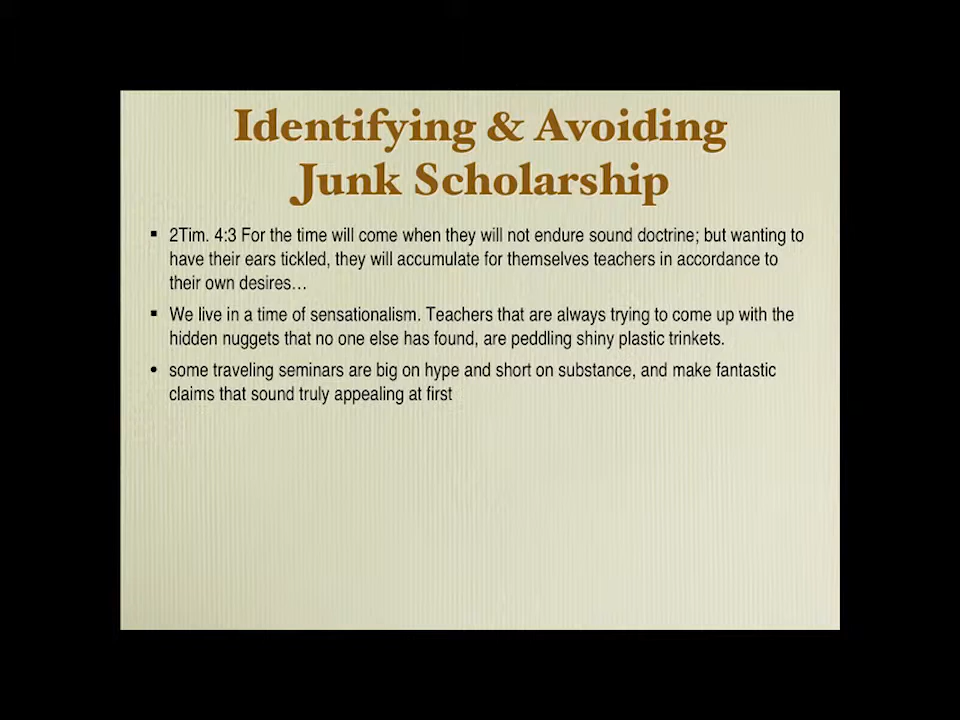 Identifying & Avoiding
Junk Scholarship
▪ 2Tim. 4:3 For the time will come when they will not endure sound doctrine; but wanting to
have their ears tickled, they will accumulate for themselves teachers in accordance to
their own desires…
▪ We live in a time of sensationalism. Teachers that are always trying to come up with the
hidden nuggets that no one else has found, are peddling shiny plastic trinkets.
• some traveling seminars are big on hype and short on substance, and make fantastic
claims that sound truly appealing at first